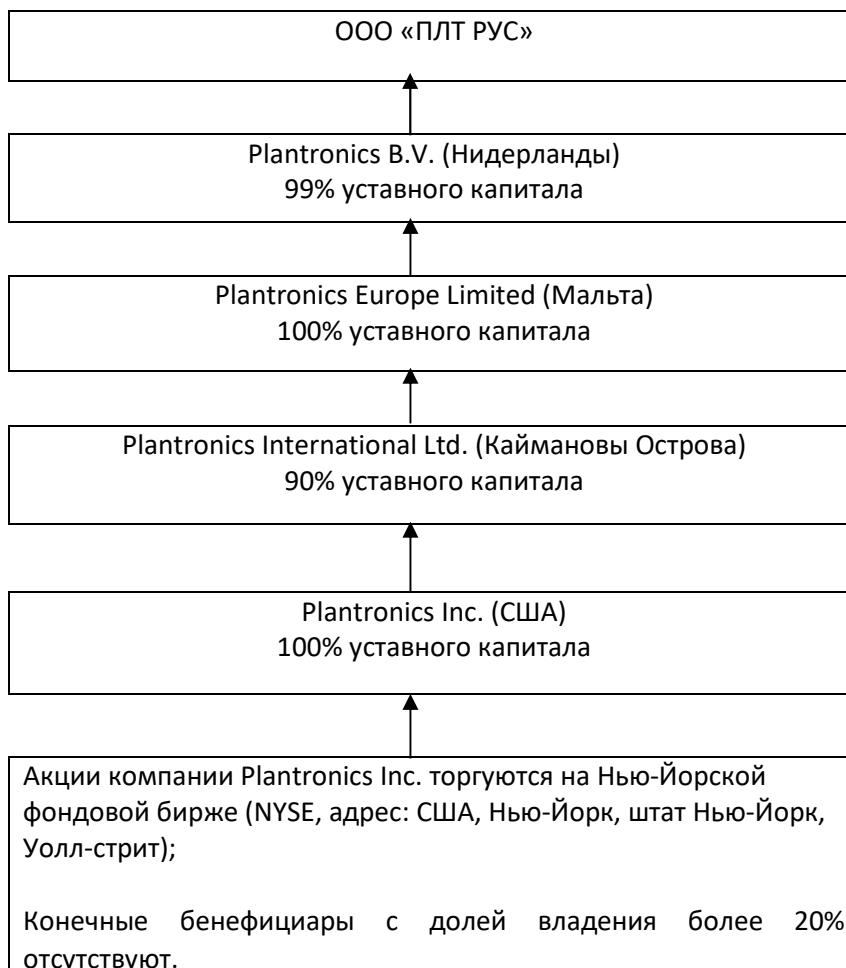 ООО «ПЛТ РУС»
Plantronics B.V. (Нидерланды)
99% уставного капитала
Plantronics Europe Limited (Мальта)
100% уставного капитала
Plantronics International Ltd. (Каймановы Острова)
90% уставного капитала
Plantronics Inc. (США)
100% уставного капитала
Акции компании Plantronics Inc. торгуются на Нью-Йорской
фондовой бирже (NYSE, адрес: США, Нью-Йорк, штат Нью-Йорк,
Уолл-стрит);
Конечные бенефициары с долей владения более 20%
отсутствуют.